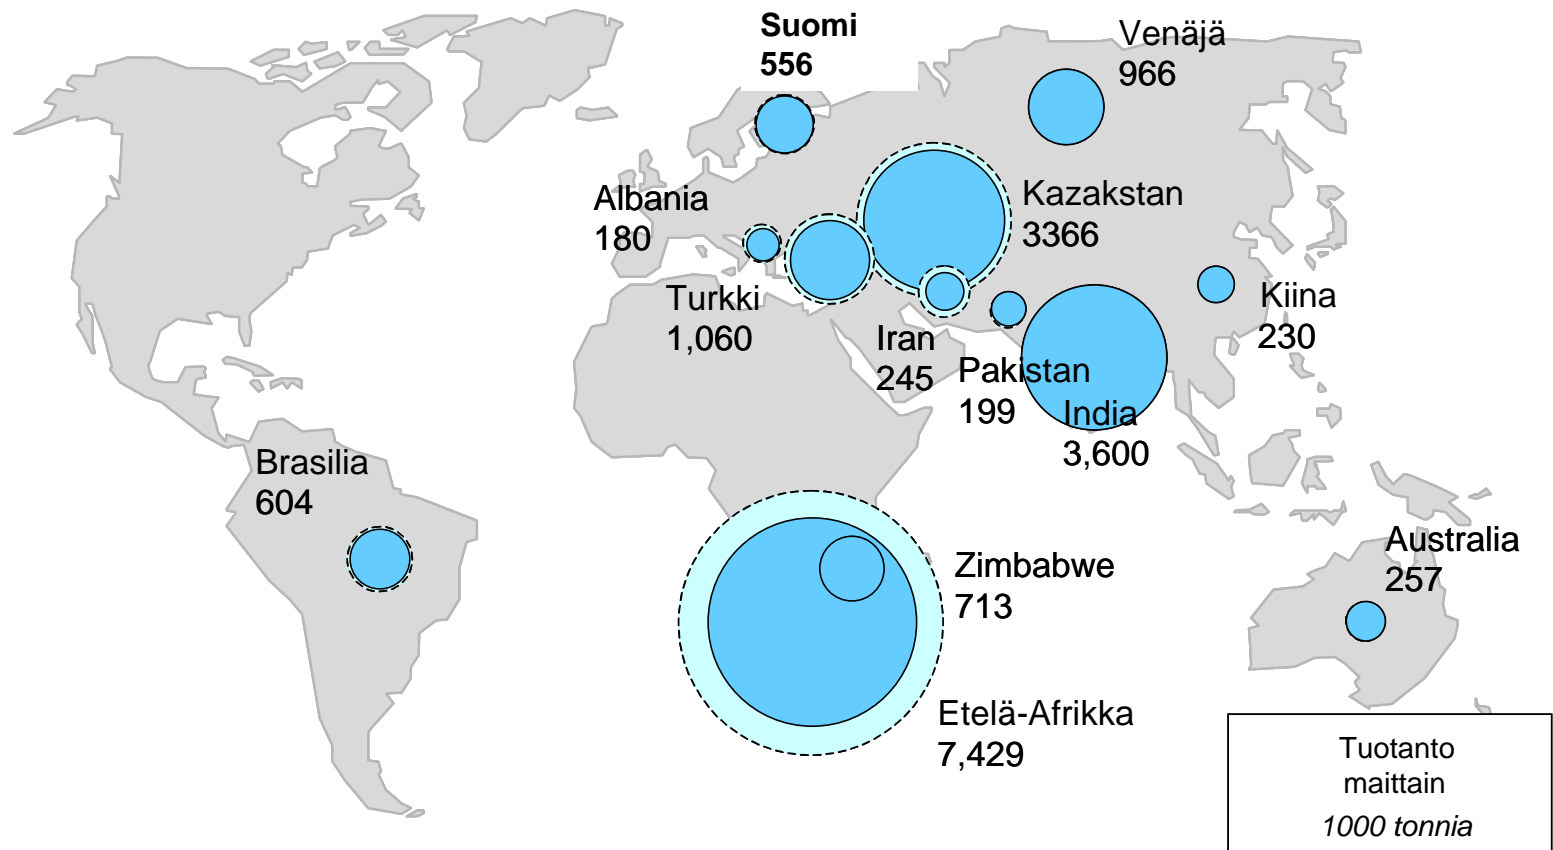 Suomi
556
Venäjä
966
Albania
180
Kazakstan
3366
Turkki
1,060
Iran
245
Pakistan
199
India
3,600
Kiina
230
Brasilia
604
Zimbabwe
713
Australia
257
Etelä-Afrikka
7,429
Tuotanto
maittain
1000 tonnia